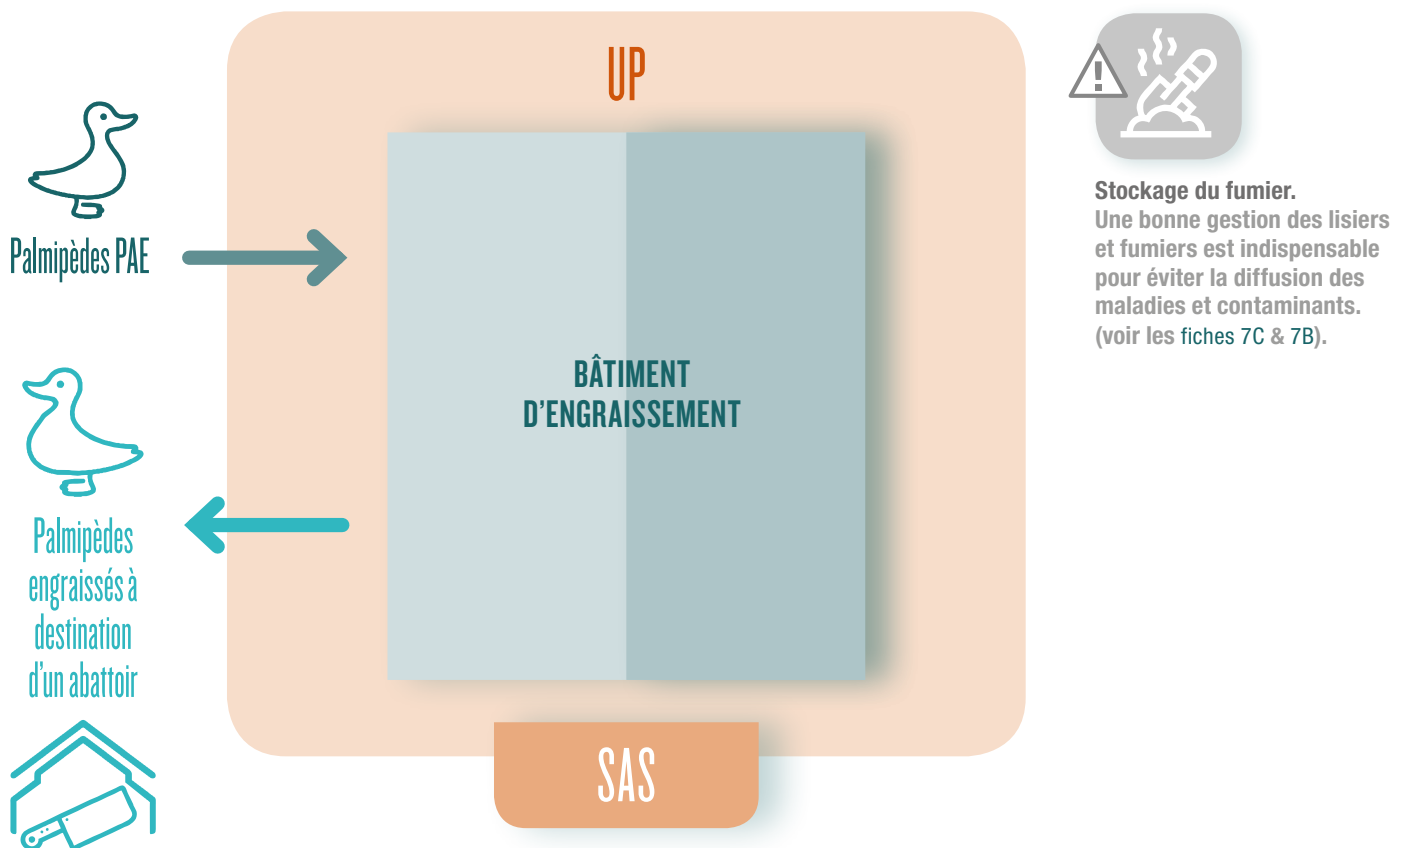 UP
Palmipèdes PAE
BÂTIMENT
D'ENGRAISSEMENT
Palmipèdes
engraissés à
destination
d'un abattoir
SAS
!
Stockage du fumier.
Une bonne gestion des lisiers
et fumiers est indispensable
pour éviter la diffusion des
maladies et contaminants.
(voir les fiches 7C & 7B).